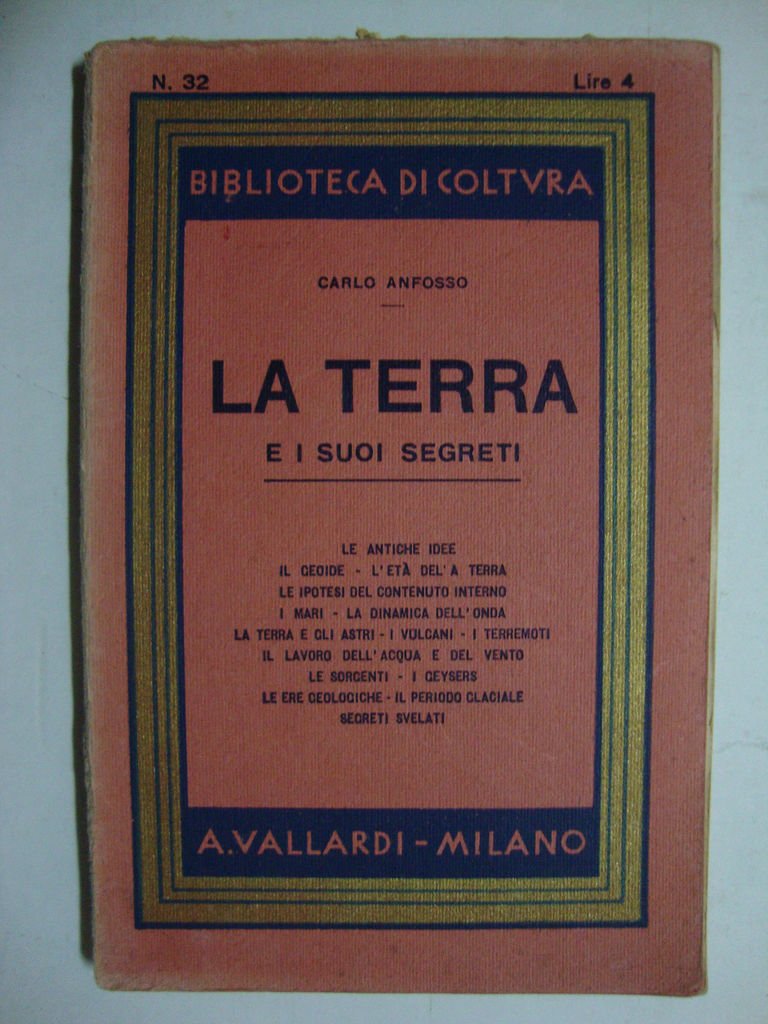 N. 32 Lire 4
BIBLIOTECA DI COLTVRA
CARLO ANFOSSO
LA TERRA
E I SUOI SEGRETI
LE ANTICHE IDEE
IL GEOIDE - L'ETÀ DEL'A TERRA
LE IPOTESI DEL CONTENUTO INTERNO
I MARI - LA DINAMICA DELL'ONDA
LA TERRA E GLI ASTRI - I VULCANI - I TERREMOTI
IL LAVORO DELL'ACQUA E DEL VENTO
LE SORGENTI - I GEYSERS
LE ERE GEOLOGICHE - IL PERIODO GLACIALE
SEGRETI SVELATI
A. VALLARDI - MILANO